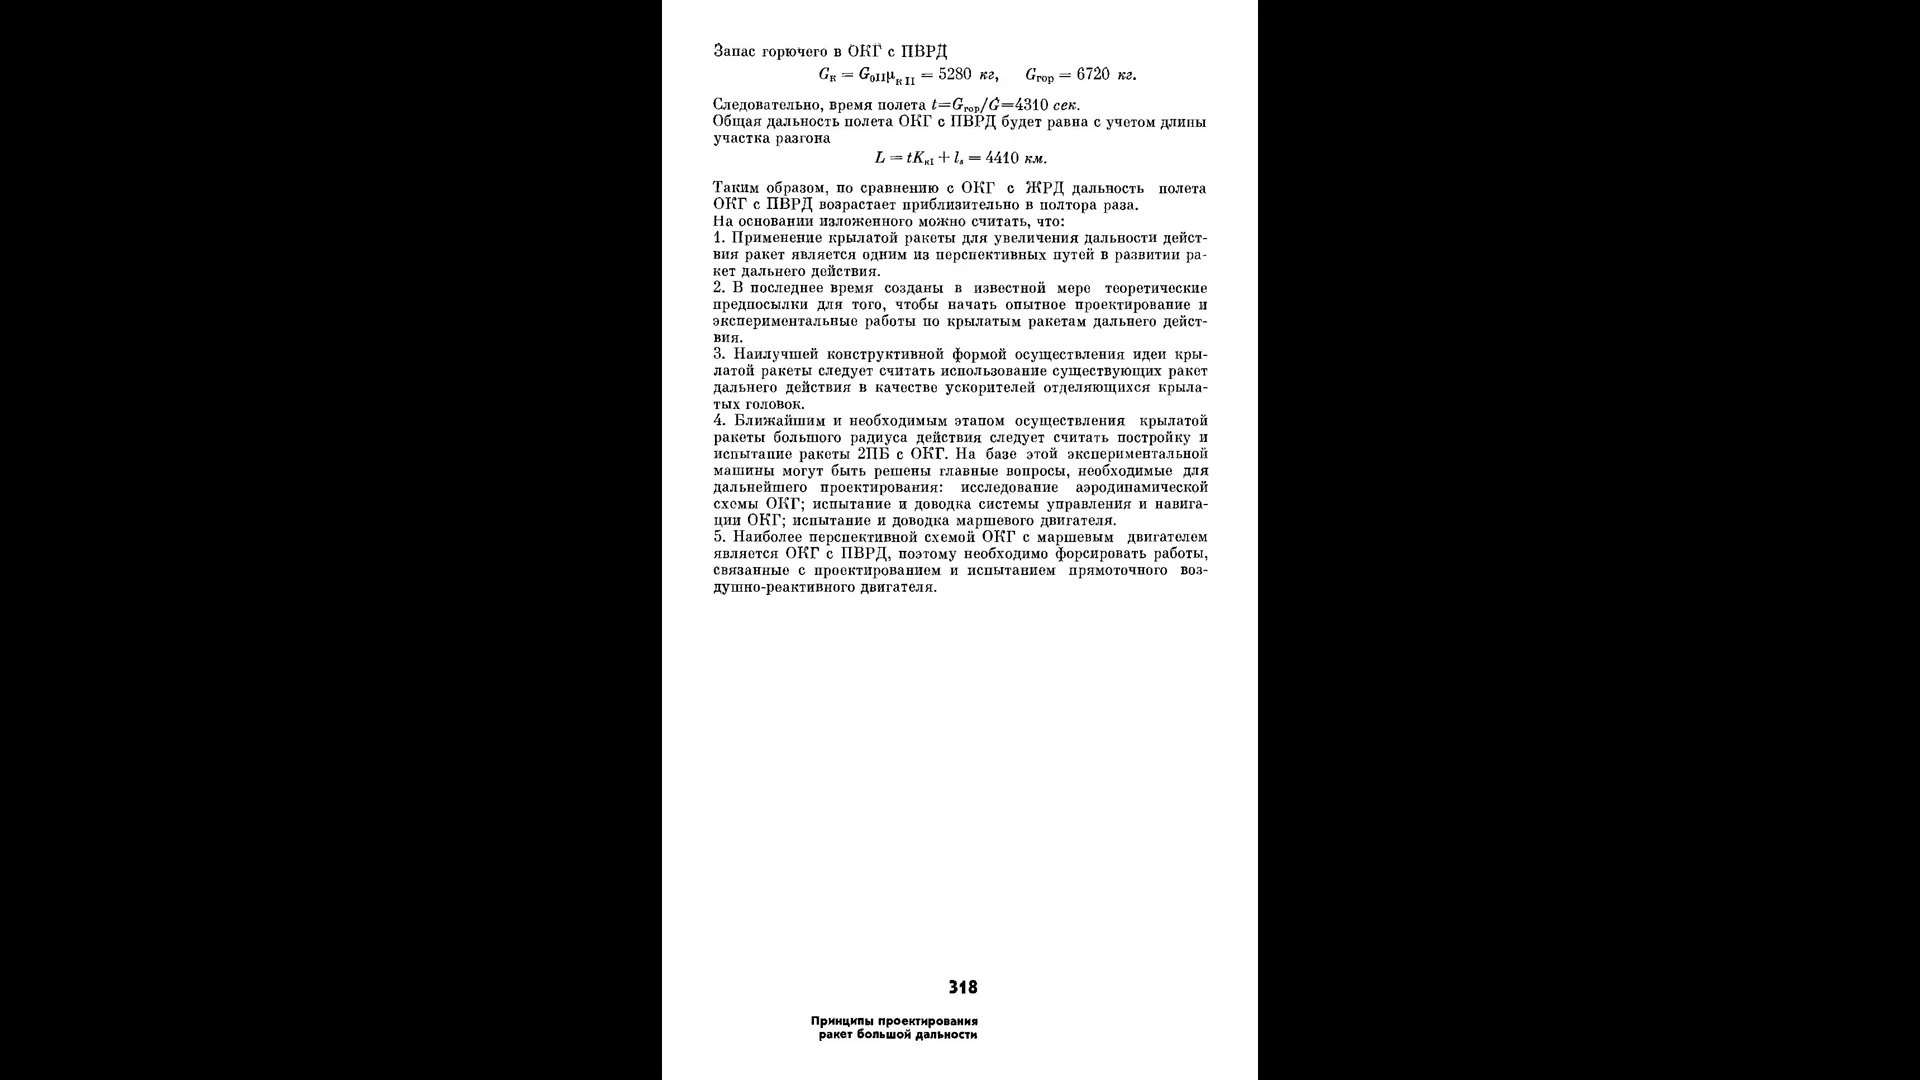 Запас горючего в ОКГ с ПВРД
Gк = G₀IIμк II = 5280 кг, Gгор = 6720 кг.
Следовательно, время полета t=Gгор/Ġ=4310 сек.
Общая дальность полета ОКГ с ПВРД будет равна с учетом длины
участка разгона
L = tKкI + lв = 4410 км.
Таким образом, по сравнению с ОКГ с ЖРД дальность полета
ОКГ с ПВРД возрастает приблизительно в полтора раза.
На основании изложенного можно считать, что:
1. Применение крылатой ракеты для увеличения дальности дейст-
вия ракет является одним из перспективных путей в развитии ра-
кет дальнего действия.
2. В последнее время созданы в известной мере теоретические
предпосылки для того, чтобы начать опытное проектирование и
экспериментальные работы по крылатым ракетам дальнего дейст-
вия.
3. Наилучшей конструктивной формой осуществления идеи кры-
латой ракеты следует считать использование существующих ракет
дальнего действия в качестве ускорителей отделяющихся крыла-
тых головок.
4. Ближайшим и необходимым этапом осуществления крылатой
ракеты большого радиуса действия следует считать постройку и
испытание ракеты 2ПБ с ОКГ. На базе этой экспериментальной
машины могут быть решены главные вопросы, необходимые для
дальнейшего проектирования: исследование аэродинамической
схемы ОКГ; испытание и доводка системы управления и навига-
ции ОКГ; испытание и доводка маршевого двигателя.
5. Наиболее перспективной схемой ОКГ с маршевым двигателем
является ОКГ с ПВРД, поэтому необходимо форсировать работы,
связанные с проектированием и испытанием прямоточного воз-
душно-реактивного двигателя.
318
Принципы проектирования
ракет большой дальности